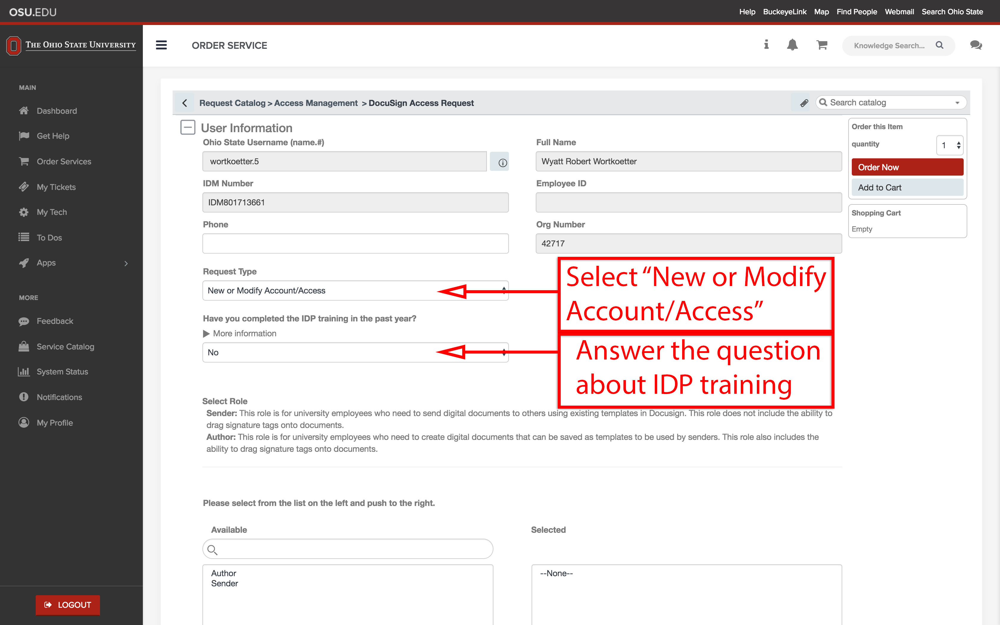 OSU.EDU
Help BuckeyeLink Map Find People Webmail Search Ohio State
THE OHIO STATE UNIVERSITY
ORDER SERVICE
Knowledge Search...
MAIN
Dashboard
Get Help
Order Services
My Tickets
My Tech
To Dos
Apps
MORE
Feedback
Service Catalog
System Status
Notifications
My Profile
LOGOUT
Request Catalog > Access Management > DocuSign Access Request
Search catalog
User Information
Ohio State Username (name.#)
wortkoetter.5
Full Name
Wyatt Robert Wortkoetter
IDM Number
IDM801713661
Employee ID
Phone
Org Number
42717
Request Type
New or Modify Account/Access
Select “New or Modify
Account/Access”
Have you completed the IDP training in the past year?
More information
No
Answer the question
about IDP training
Select Role
Sender: This role is for university employees who need to send digital documents to others using existing templates in Docusign. This role does not include the ability to
drag signature tags onto documents.
Author: This role is for university employees who need to create digital documents that can be saved as templates to be used by senders. This role also includes the
ability to drag signature tags onto documents.
Please select from the list on the left and push to the right.
Available
Author
Sender
Selected
--None--
Order this Item
quantity
1
Order Now
Add to Cart
Shopping Cart
Empty